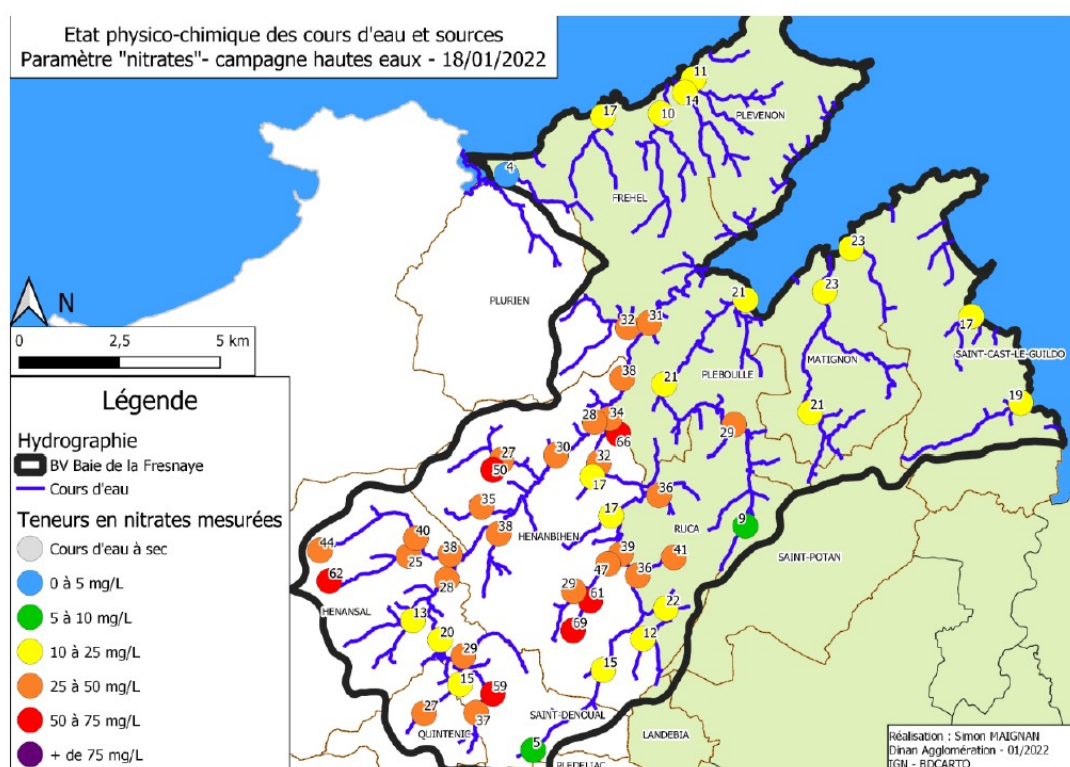 Etat physico-chimique des cours d'eau et sources
Paramètre "nitrates"- campagne hautes eaux - 18/01/2022
11
14
17
10
PLEVENON
4
FREHEL
23
23
21
PLURIEN
N
0 2,5 5 km
32
31
17
SAINT-CAST-LE-GUILDO
MATIGNON
PLEBOULLE
38
21
19
21
28
34
66
29
27
50
30
32
17
36
35
17
38
HENANBIHEN
RUCA
9
SAINT-POTAN
40
44
25
38
39
47
36
41
62
28
29
61
HENANSAL
22
13
20
69
12
29
15
15
59
27
37
SAINT-DENOUAL
QUINTENIC
LANDEBIA
5
PLEDELIAC
Légende
Hydrographie
BV Baie de la Fresnaye
Cours d'eau
Teneurs en nitrates mesurées
Cours d'eau à sec
0 à 5 mg/L
5 à 10 mg/L
10 à 25 mg/L
25 à 50 mg/L
50 à 75 mg/L
+ de 75 mg/L
Réalisation : Simon MAIGNAN
Dinan Agglomération - 01/2022
IGN - BDCARTO